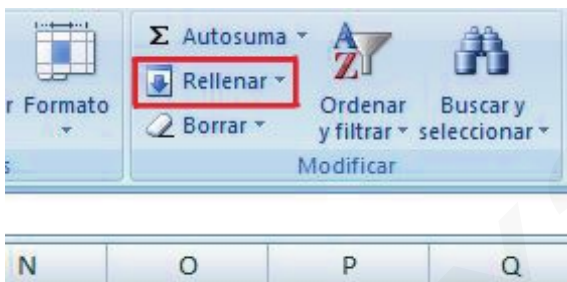 Σ Autosuma
Rellenar
Borrar
Formato
Ordenar
y filtrar
Buscar y
seleccionar
Modificar
N O P Q